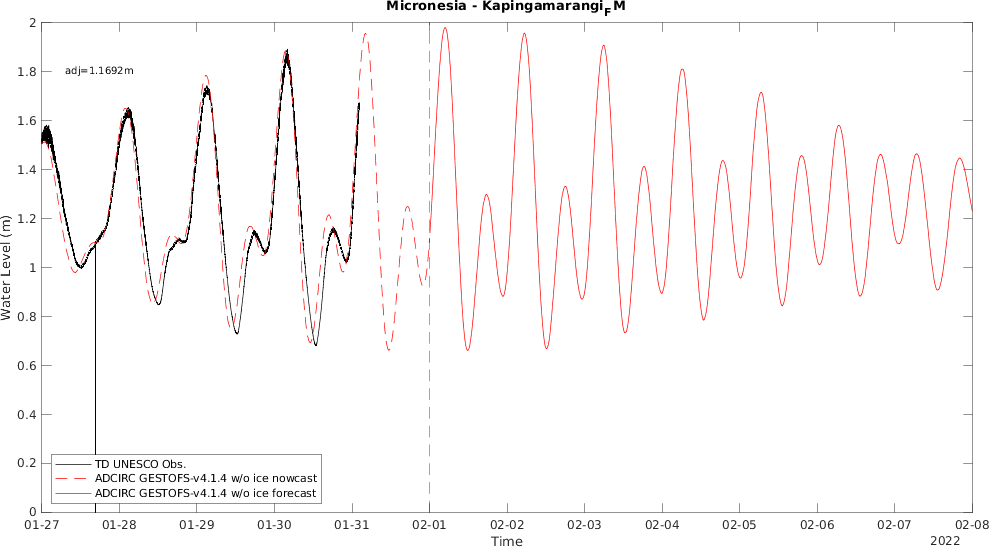 Micronesia - Kapingamarangi_FM
adj=1.1692m
Water Level (m)
2
1.8
1.6
1.4
1.2
1
0.8
0.6
0.4
0.2
0
TD UNESCO Obs.
ADCIRC GESTOFS-v4.1.4 w/o ice nowcast
ADCIRC GESTOFS-v4.1.4 w/o ice forecast
01-27 01-28 01-29 01-30 01-31 02-01 02-02 02-03 02-04 02-05 02-06 02-07 02-08
Time
2022